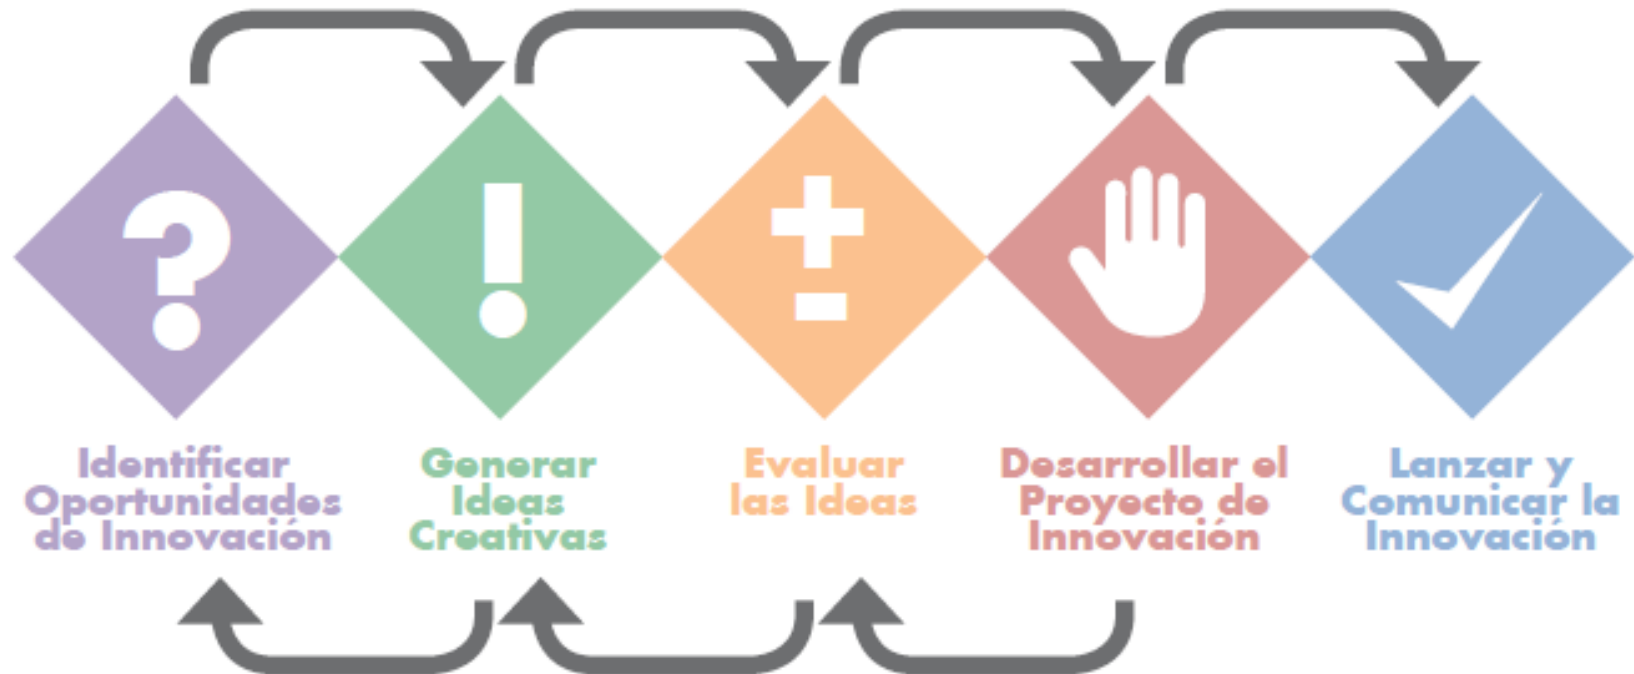 ?
!
+
-
Identificar
Oportunidades
de Innovación
Generar
Ideas
Creativas
Evaluar
las Ideas
Desarrollar el
Proyecto de
Innovación
Lanzar y
Comunicar la
Innovación